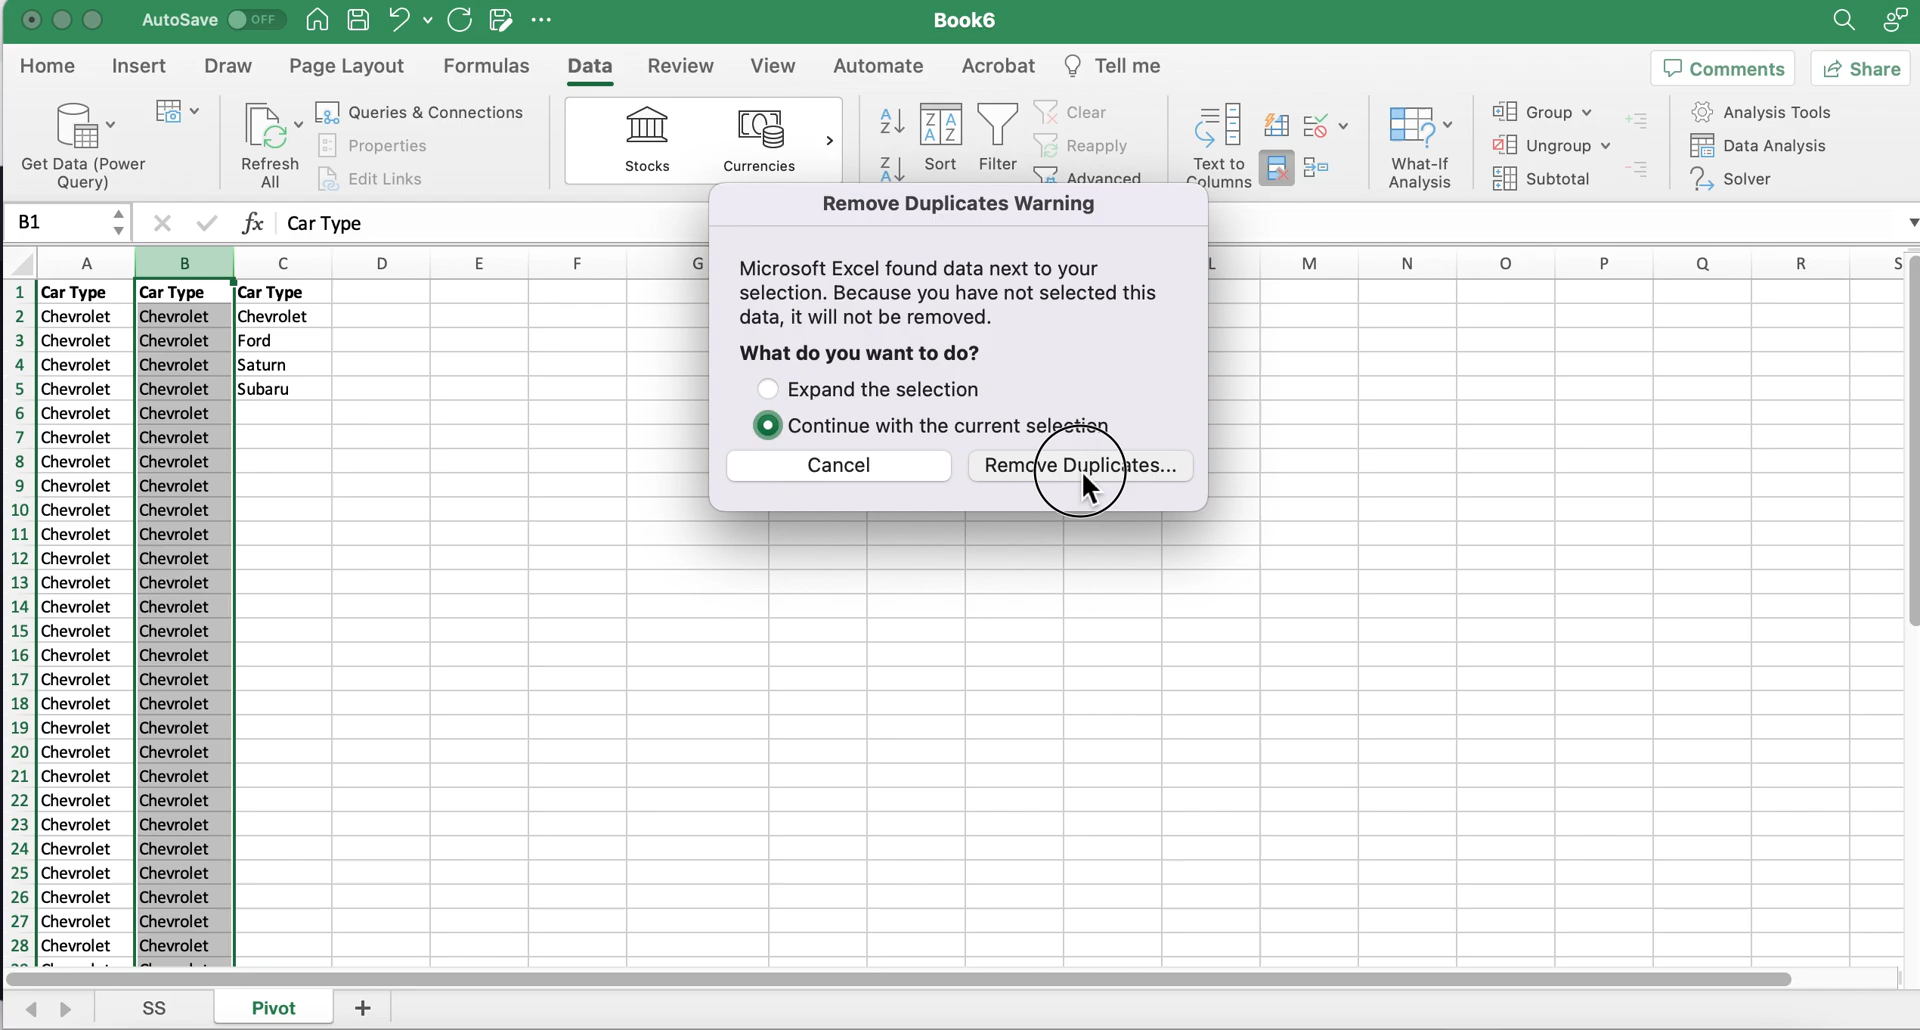 AutoSave OFF Book6
Home Insert Draw Page Layout Formulas Data Review View Automate Acrobat Tell me Comments Share
Get Data (Power
Query)
Refresh
All
Queries & Connections
Properties
Edit Links
Stocks Currencies
Sort Filter
Clear
Reapply
Advanced
Text to
Columns
What-If
Analysis
Group
Ungroup
Subtotal
Analysis Tools
Data Analysis
Solver
B1 fx Car Type
Remove Duplicates Warning
Microsoft Excel found data next to your
selection. Because you have not selected this
data, it will not be removed.
What do you want to do?
Expand the selection
Continue with the current selection
Cancel Remove Duplicates...
A B C D E F G L M N O P Q R S
1 Car Type Car Type Car Type
2 Chevrolet Chevrolet Chevrolet
3 Chevrolet Chevrolet Ford
4 Chevrolet Chevrolet Saturn
5 Chevrolet Chevrolet Subaru
6 Chevrolet Chevrolet
7 Chevrolet Chevrolet
8 Chevrolet Chevrolet
9 Chevrolet Chevrolet
10 Chevrolet Chevrolet
11 Chevrolet Chevrolet
12 Chevrolet Chevrolet
13 Chevrolet Chevrolet
14 Chevrolet Chevrolet
15 Chevrolet Chevrolet
16 Chevrolet Chevrolet
17 Chevrolet Chevrolet
18 Chevrolet Chevrolet
19 Chevrolet Chevrolet
20 Chevrolet Chevrolet
21 Chevrolet Chevrolet
22 Chevrolet Chevrolet
23 Chevrolet Chevrolet
24 Chevrolet Chevrolet
25 Chevrolet Chevrolet
26 Chevrolet Chevrolet
27 Chevrolet Chevrolet
28 Chevrolet Chevrolet
SS Pivot